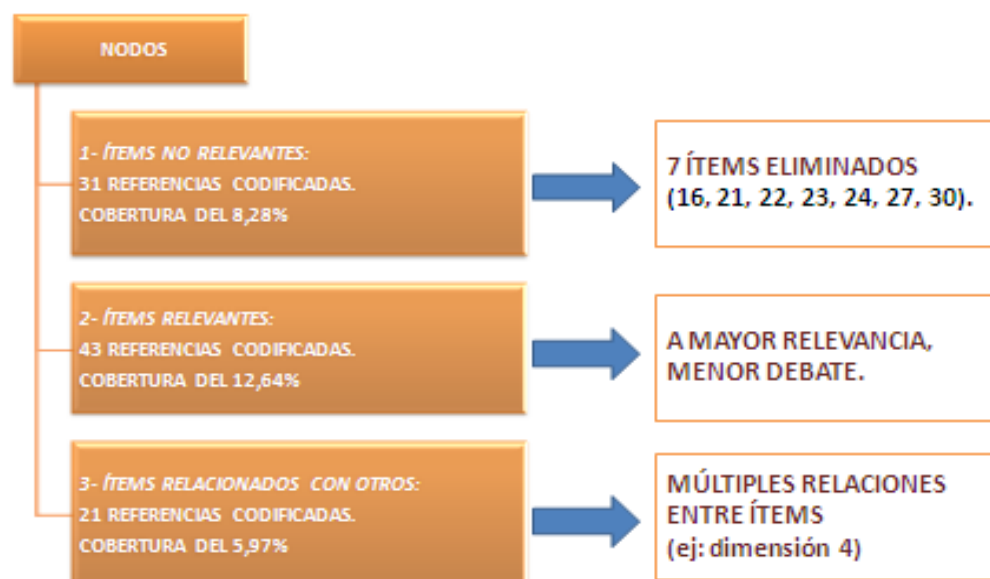 NODOS
1- ÍTEMS NO RELEVANTES:
31 REFERENCIAS CODIFICADAS.
COBERTURA DEL 8,28%
7 ÍTEMS ELIMINADOS
(16, 21, 22, 23, 24, 27, 30).
2- ÍTEMS RELEVANTES:
43 REFERENCIAS CODIFICADAS.
COBERTURA DEL 12,64%
A MAYOR RELEVANCIA,
MENOR DEBATE.
3- ÍTEMS RELACIONADOS CON OTROS:
21 REFERENCIAS CODIFICADAS.
COBERTURA DEL 5,97%
MÚLTIPLES RELACIONES
ENTRE ÍTEMS
(ej: dimensión 4)